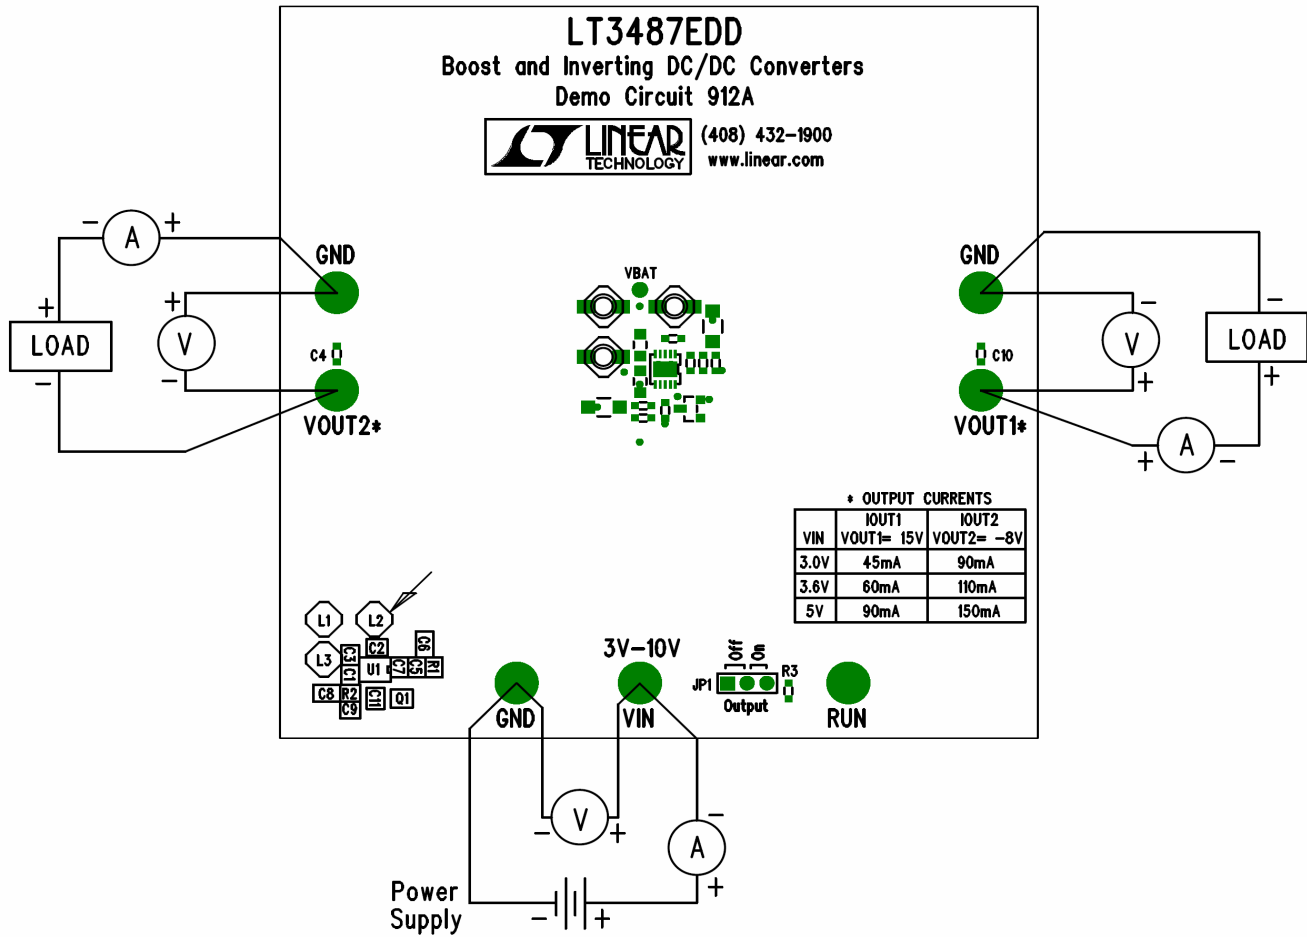 LT3487EDD
Boost and Inverting DC/DC Converters
Demo Circuit 912A
LINEAR
TECHNOLOGY
(408) 432-1900
www.linear.com
- A +
GND
+
V
-
+
LOAD
-
C4
VOUT2*
VBAT
GND
-
V
+
-
LOAD
+
C10
VOUT1*
+ A -
* OUTPUT CURRENTS
VIN IOUT1 VOUT1= 15V IOUT2 VOUT2= -8V
3.0V 45mA 90mA
3.6V 60mA 110mA
5V 90mA 150mA
L1 L2
L3 C3 C2 C6
C1 U1 C7 C5 R1
C8 R2 C11 Q1
C9
3V-10V
GND
VIN
Off On
JP1
R3
Output
RUN
- V +
-
A
+
Power
Supply
- +